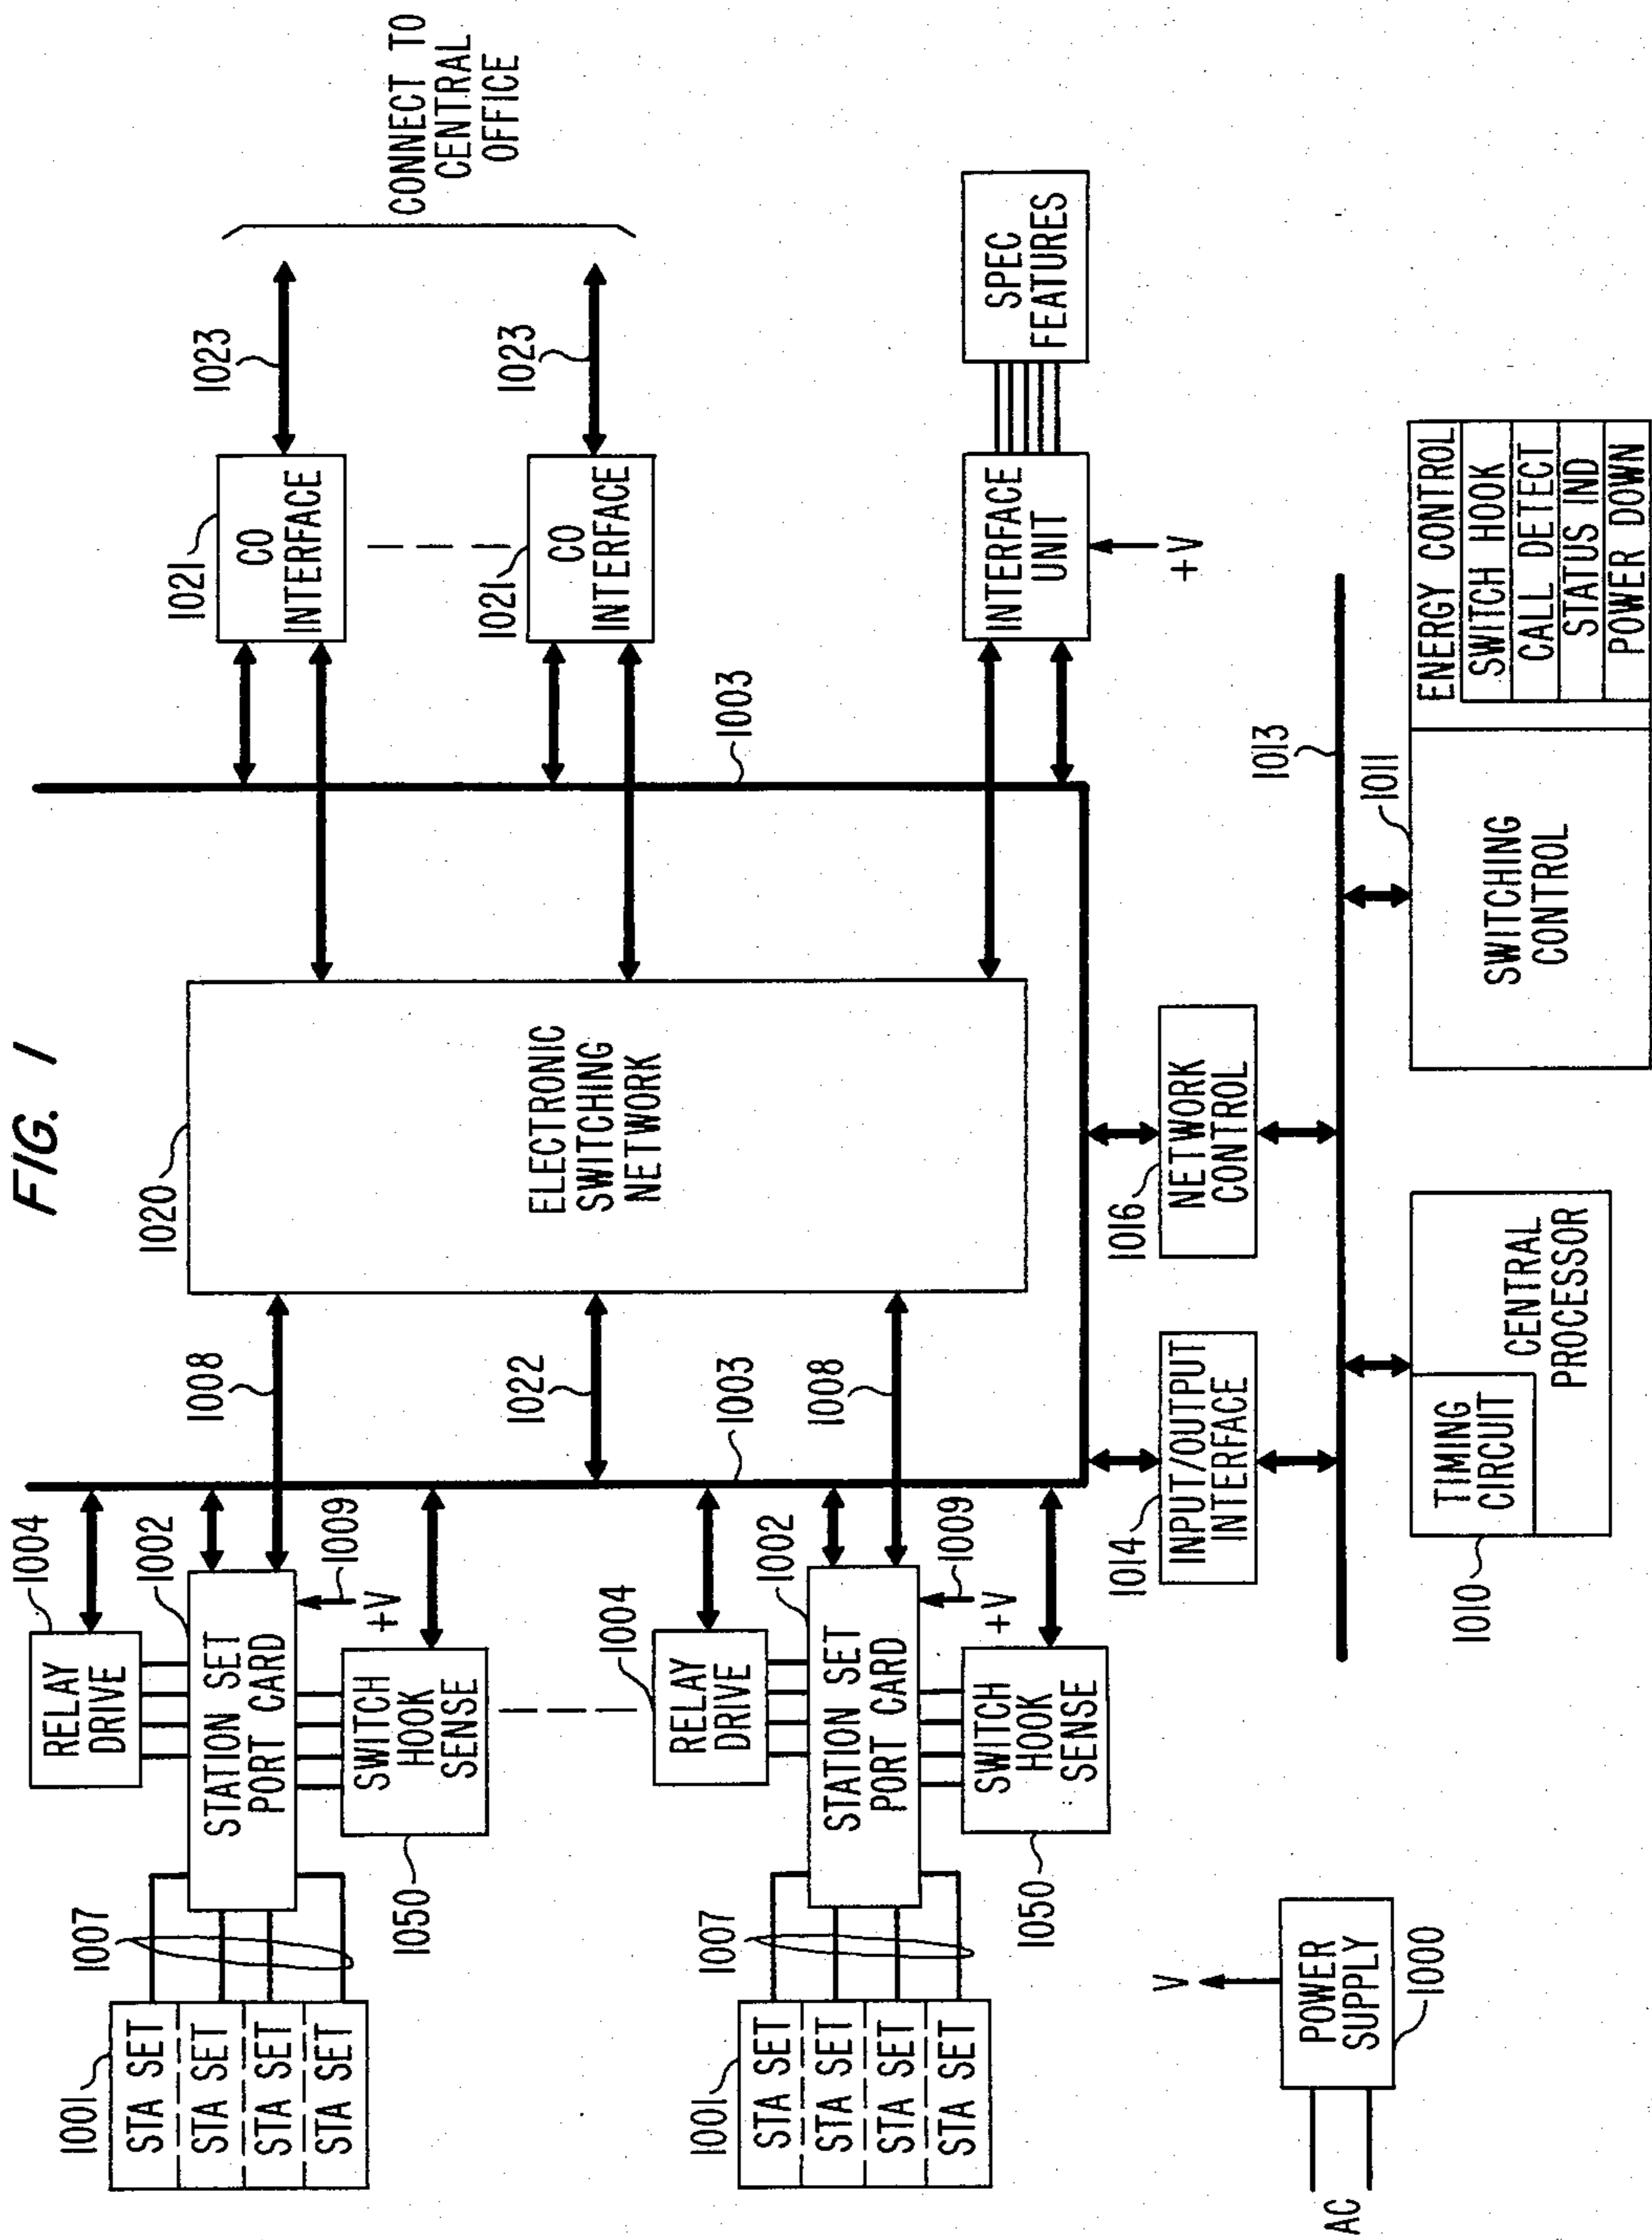 FIG. 1
1004
RELAY
DRIVE
1002
1001
STA SET
STA SET
STA SET
STA SET
1007
STATION SET
PORT CARD
1009
+V
SWITCH
HOOK
SENSE
1050
1008
1022
1003
1008
1020
ELECTRONIC
SWITCHING
NETWORK
1021
CO
INTERFACE
1023
1021
CO
INTERFACE
1023
CONNECT TO
CENTRAL
OFFICE
1003
1004
RELAY
DRIVE
1002
1001
STA SET
STA SET
STA SET
STA SET
1007
STATION SET
PORT CARD
1009
+V
SWITCH
HOOK
SENSE
1050
INTERFACE
UNIT
+V
SPEC
FEATURES
1014
INPUT/OUTPUT
INTERFACE
1016
NETWORK
CONTROL
1013
V
POWER
SUPPLY
1000
AC
1010
TIMING
CIRCUIT
CENTRAL
PROCESSOR
1011
SWITCHING
CONTROL
ENERGY CONTROL
SWITCH HOOK
CALL DETECT
STATUS IND
POWER DOWN